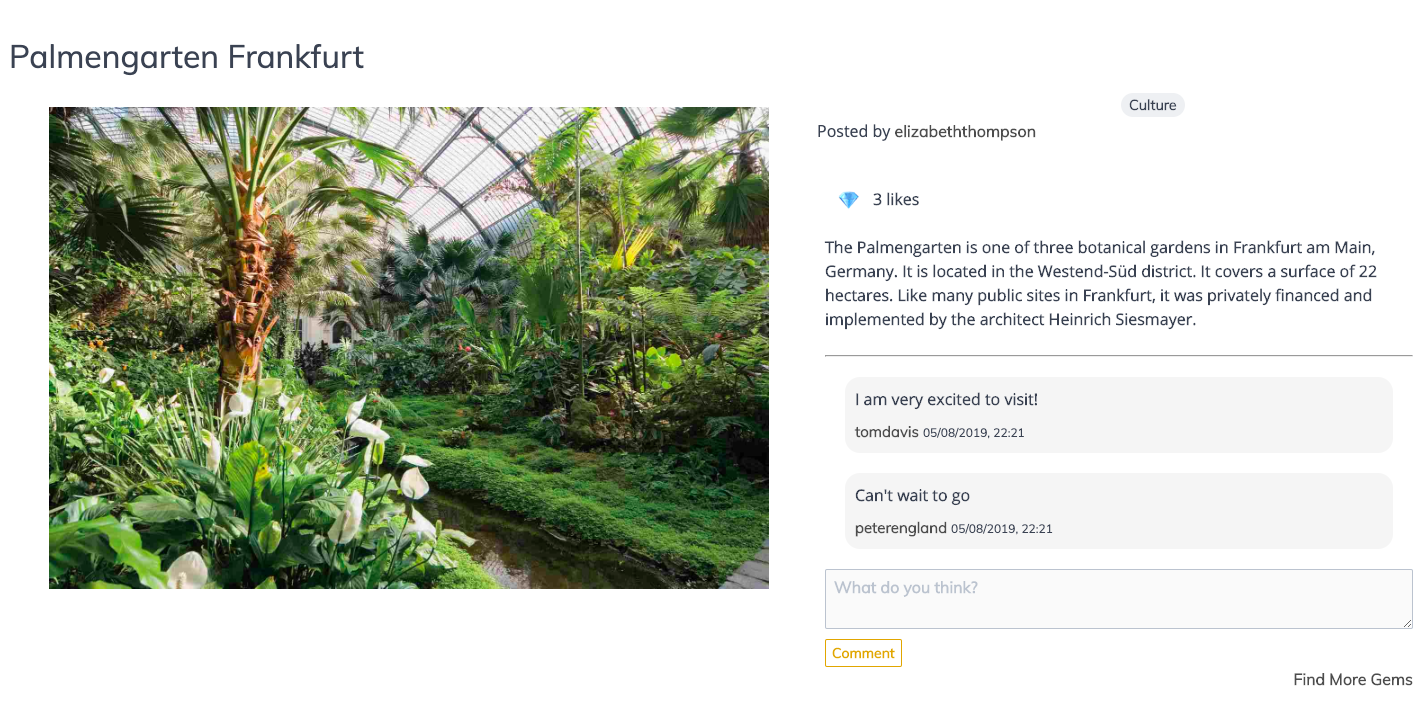 Palmengarten Frankfurt
Culture
Posted by elizabeththompson
3 likes
The Palmengarten is one of three botanical gardens in Frankfurt am Main,
Germany. It is located in the Westend-Süd district. It covers a surface of 22
hectares. Like many public sites in Frankfurt, it was privately financed and
implemented by the architect Heinrich Siesmayer.
I am very excited to visit!
tomdavis 05/08/2019, 22:21
Can't wait to go
peterengland 05/08/2019, 22:21
What do you think?
Comment
Find More Gems